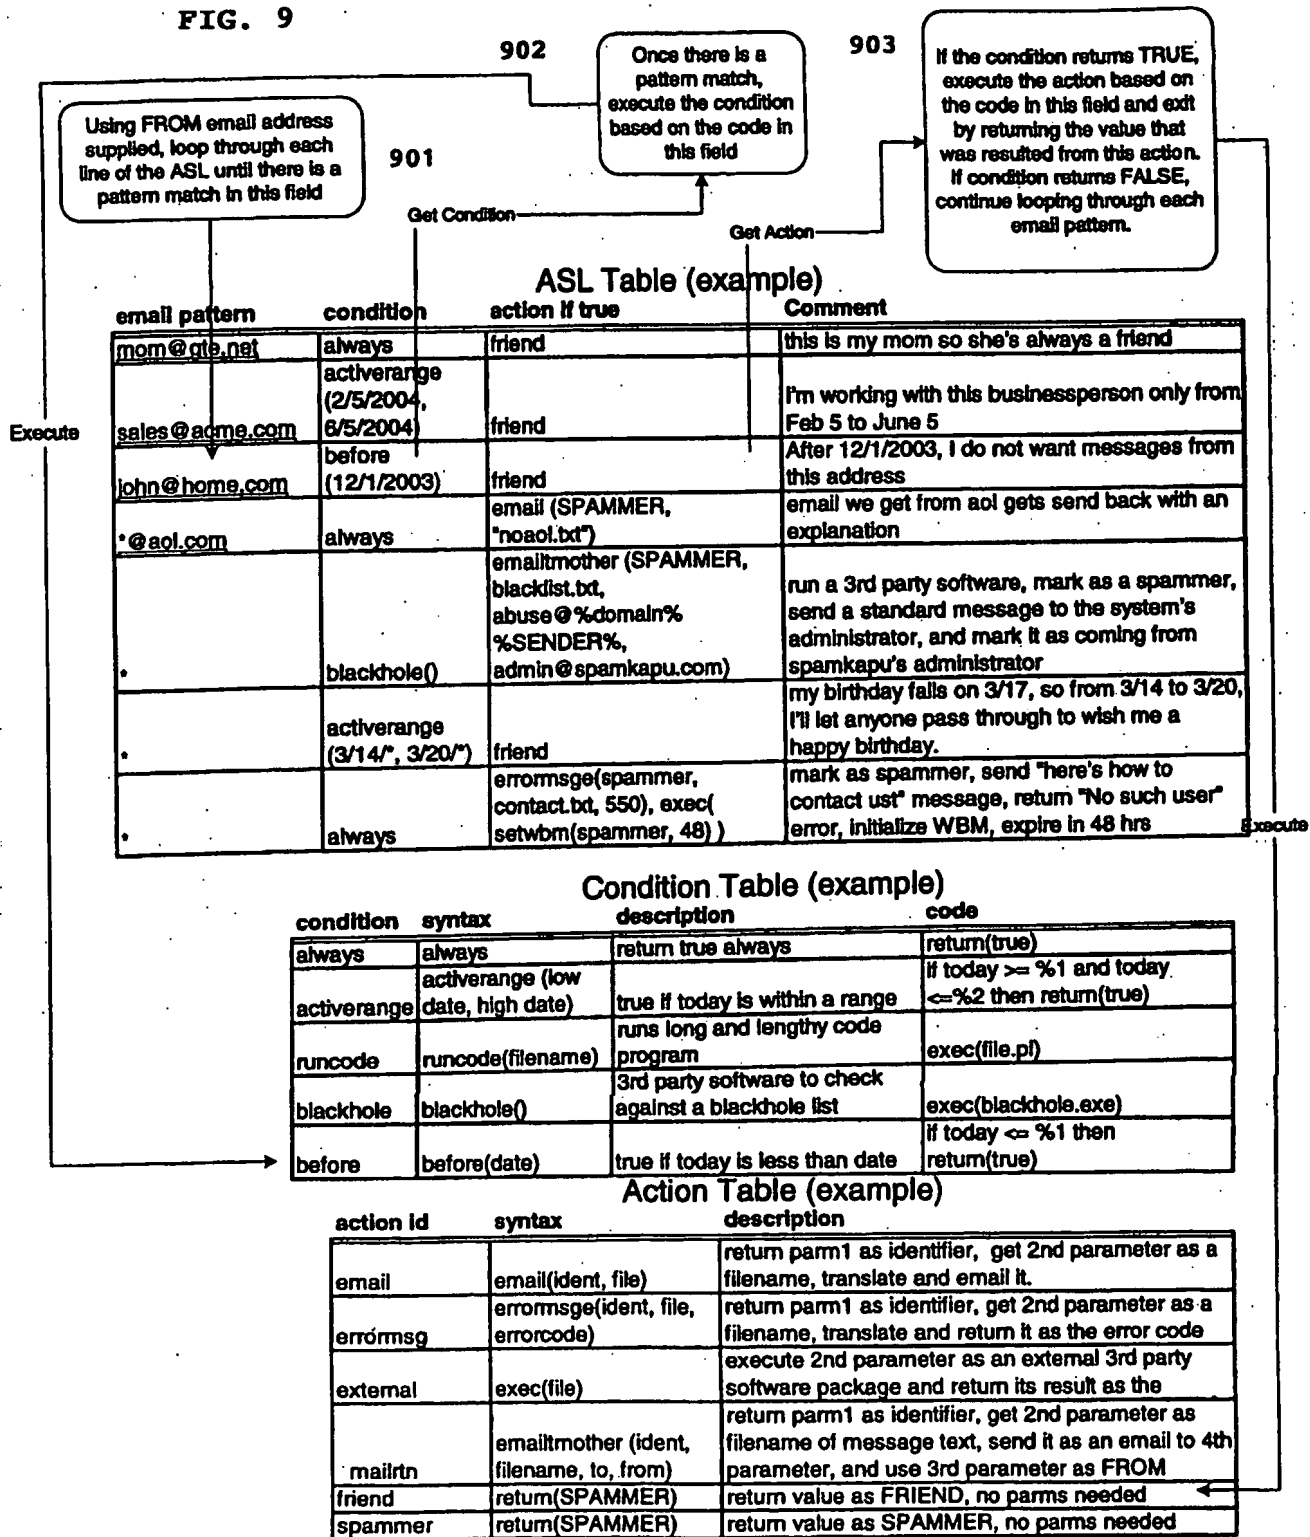 FIG. 9
902
903
901
Using FROM email address
supplied, loop through each
line of the ASL until there is a
pattern match in this field
Once there is a
pattern match,
execute the condition
based on the code in
this field
If the condition returns TRUE,
execute the action based on
the code in this field and exit
by returning the value that
was resulted from this action.
If condition returns FALSE,
continue looping through each
email pattern.
Get Condition
Get Action
Execute
Execute
ASL Table (example)
email pattern condition action if true Comment
mom@gte.net always friend this is my mom so she's always a friend
activerange
(2/5/2004,
6/5/2004)
sales@acme.com friend
I'm working with this businessperson only from
Feb 5 to June 5
before
(12/1/2003)
john@home.com friend
After 12/1/2003, I do not want messages from
this address
*@aol.com always
email (SPAMMER,
"noaol.txt")
email we get from aol gets send back with an
explanation
* blackhole()
emailtmother (SPAMMER,
blacklist.txt,
abuse@%domain%
%SENDER%,
admin@spamkapu.com)
run a 3rd party software, mark as a spammer,
send a standard message to the system's
administrator, and mark it as coming from
spamkapu's administrator
*
activerange
(3/14/*, 3/20/*)
friend
my birthday falls on 3/17, so from 3/14 to 3/20,
I'll let anyone pass through to wish me a
happy birthday.
* always
errormsge(spammer,
contact.txt, 550), exec(
setwbm(spammer, 48) )
mark as spammer, send "here's how to
contact ust" message, return "No such user"
error, initialize WBM, expire in 48 hrs
Condition Table (example)
condition syntax description code
always always return true always return(true)
activerange
activerange (low
date, high date)
true if today is within a range
if today >= %1 and today
<=%2 then return(true)
runcode runcode(filename)
runs long and lengthy code
program
exec(file.pl)
blackhole blackhole()
3rd party software to check
against a blackhole list
exec(blackhole.exe)
before before(date) true if today is less than date
if today <= %1 then
return(true)
Action Table (example)
action id syntax description
email email(ident, file)
return parm1 as identifier, get 2nd parameter as a
filename, translate and email it.
errormsg
errormsge(ident, file,
errorcode)
return parm1 as identifier, get 2nd parameter as a
filename, translate and return it as the error code
external exec(file)
execute 2nd parameter as an external 3rd party
software package and return its result as the
mailrtn
emailtmother (ident,
filename, to, from)
return parm1 as identifier, get 2nd parameter as
filename of message text, send it as an email to 4th
parameter, and use 3rd parameter as FROM
friend return(SPAMMER) return value as FRIEND, no parms needed
spammer return(SPAMMER) return value as SPAMMER, no parms needed